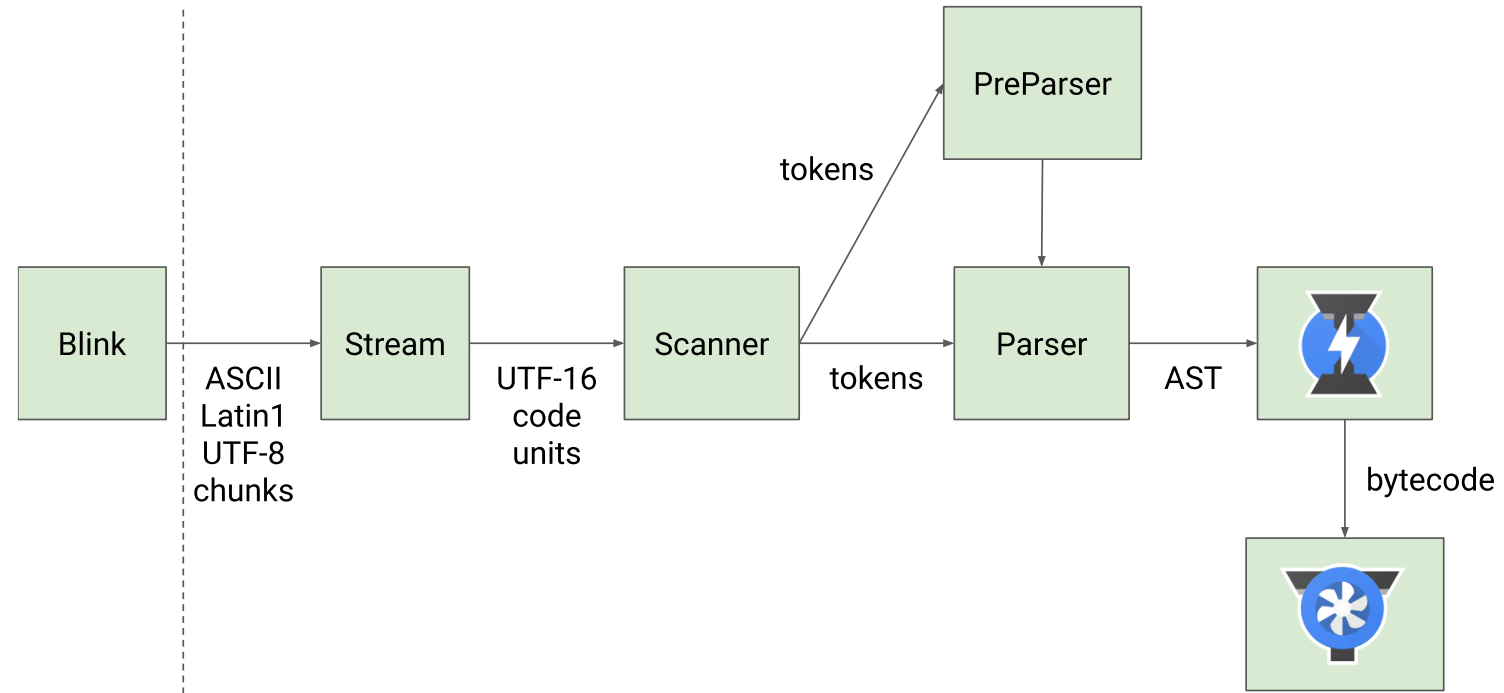 PreParser
tokens
Blink
Stream
Scanner
Parser
ASCII
Latin1
UTF-8
chunks
UTF-16
code
units
tokens
AST
bytecode